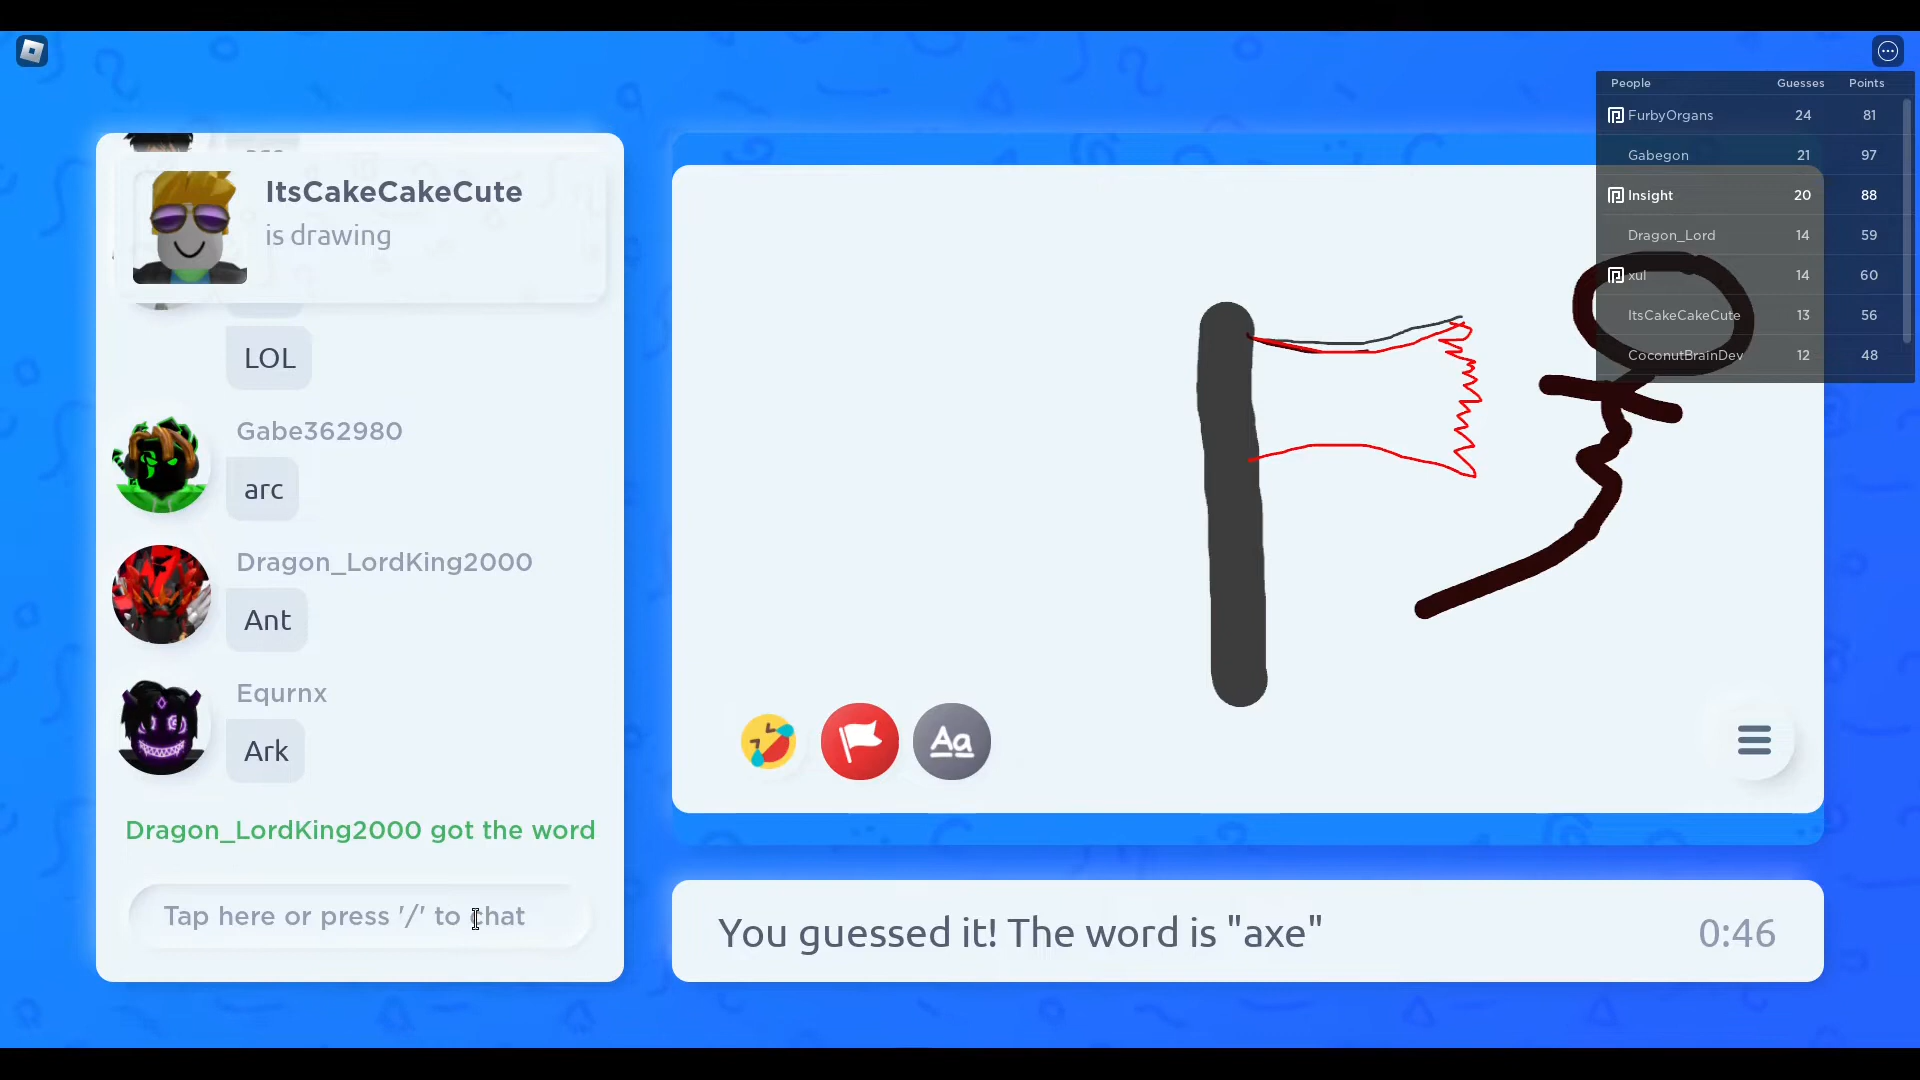 People Guesses Points
FurbyOrgans 24 81
Gabegon 21 97
Insight 20 88
Dragon_Lord 14 59
xul 14 60
ItsCakeCakeCute 13 56
CoconutBrainDev 12 48
ItsCakeCakeCute
is drawing
LOL
Gabe362980
arc
Dragon_LordKing2000
Ant
Equrnx
Ark
Dragon_LordKing2000 got the word
Tap here or press '/' to chat
Aa
You guessed it! The word is "axe" 0:46